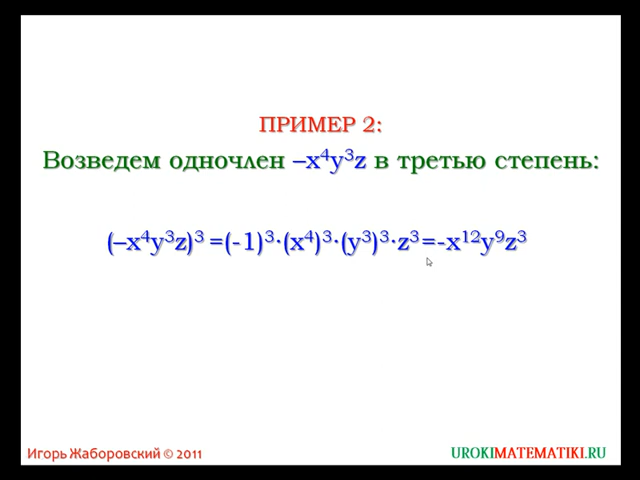 ПРИМЕР 2:
Возведем одночлен –x⁴y³z в третью степень:
(–x⁴y³z)³ =(-1)³·(x⁴)³·(y³)³·z³=-x¹²y⁹z³
Игорь Жаборовский © 2011
UROKIMATEMATIKI.RU